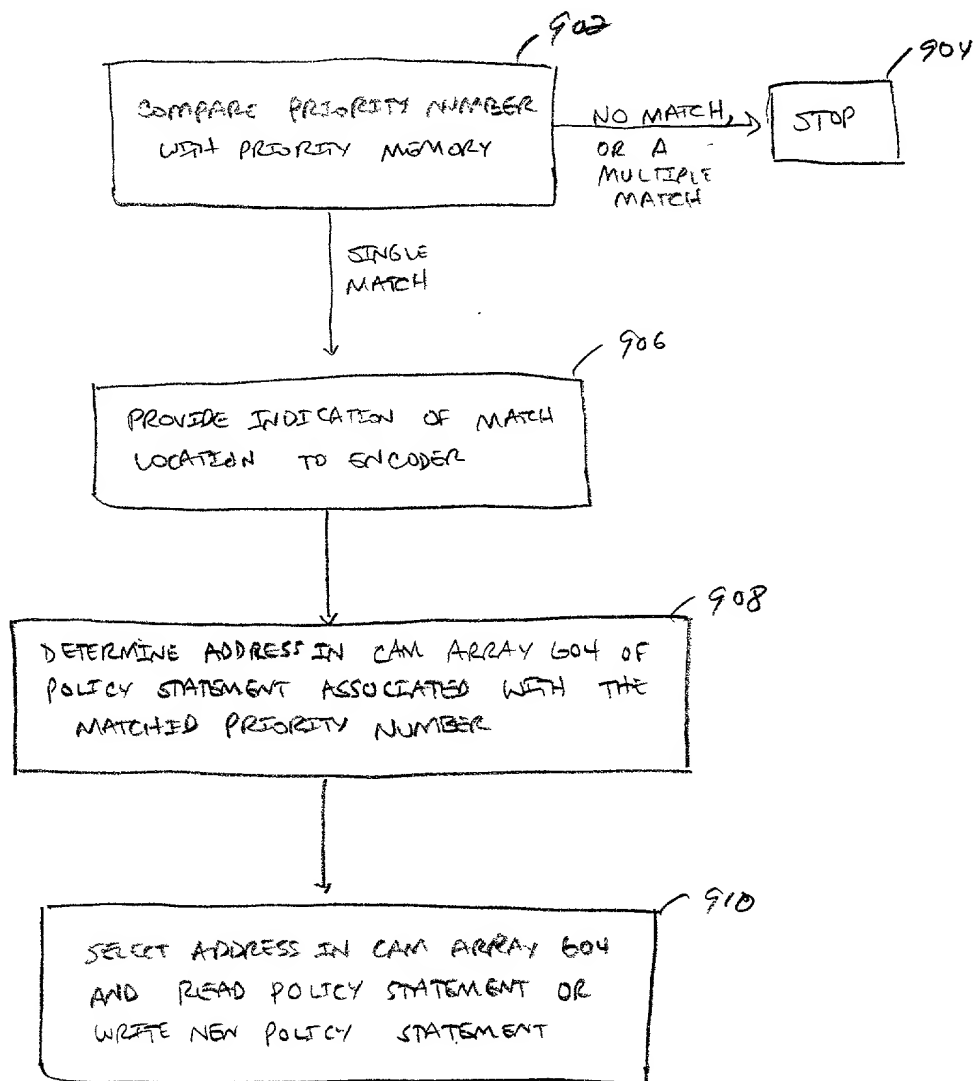 902
COMPARE PRIORITY NUMBER
WITH PRIORITY MEMORY
NO MATCH,
OR A
MULTIPLE
MATCH
904
STOP
SINGLE
MATCH
906
PROVIDE INDICATION OF MATCH
LOCATION TO ENCODER
908
DETERMINE ADDRESS IN CAM ARRAY 604 OF
POLICY STATEMENT ASSOCIATED WITH THE
MATCHED PRIORITY NUMBER
910
SELECT ADDRESS IN CAM ARRAY 604
AND READ POLICY STATEMENT OR
WRITE NEW POLICY STATEMENT